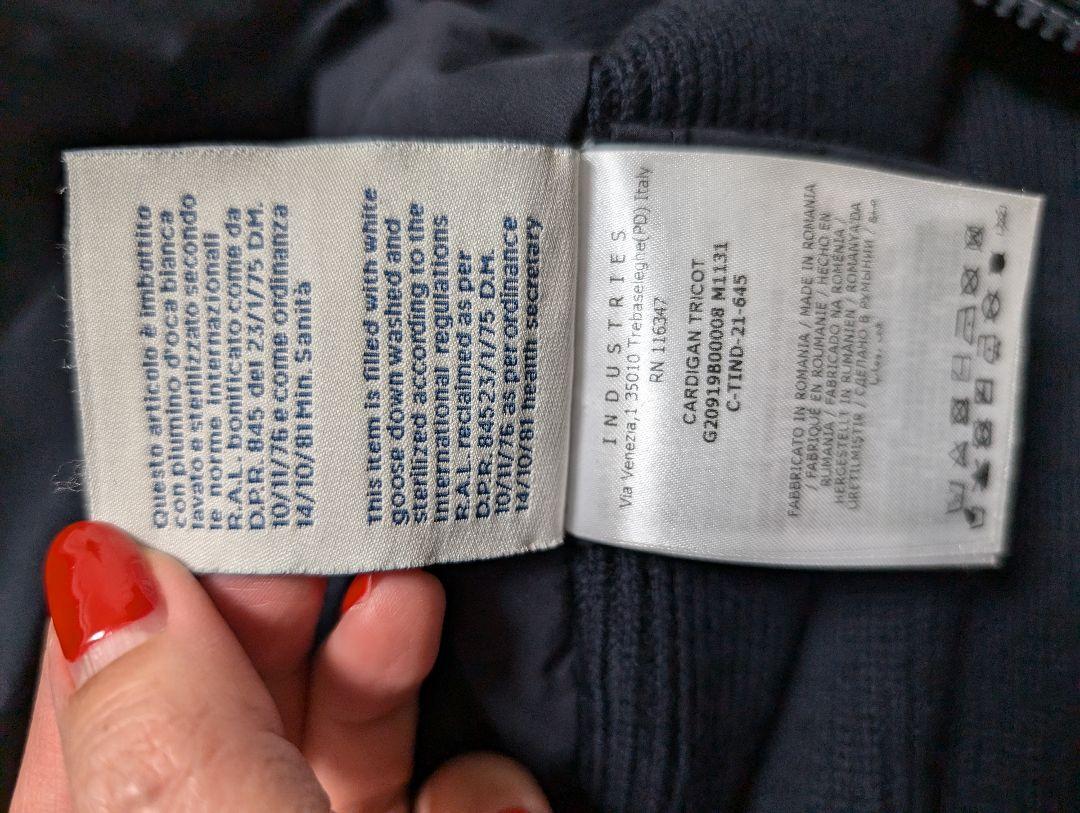 Questo articolo è imbottito
con piumino d'oca bianca
lavato e sterilizzato secondo
le norme internazionali
R.A.L. bonificato come da
D.P.R. 845 del 23/1/75 D.M.
10/11/76 e come ordinanza
14/10/81 Min. Sanità
This item is filled with white
goose down washed and
sterilized according to the
international regulations
R.A.L. reclaimed as per
D.P.R. 845 23/1/75 D.M.
10/11/76 as per ordinance
14/10/81 health secretary
INDUSTRIES
Via Venezia,1 35010 Trebaseleghe(PD) Italy
RN 116347
CARDIGAN TRICOT
G20919B00008 M1131
C-TIND-21-645
FABBRICATO IN ROMANIA / MADE IN ROMANIA
/ FABRIQUÉ EN ROUMANIE / HECHO EN
RUMANIA / FABRICADO NA ROMENIA /
HERGESTELLT IN RUMÄNIEN / ROMANYA'DA
ÜRETILMISTIR / СДЕЛАНО В РУМЫНИИ /